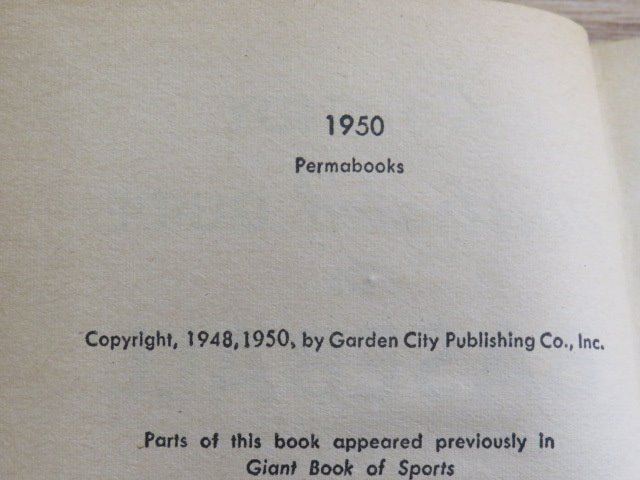 1950
Permabooks
Copyright, 1948, 1950, by Garden City Publishing Co., Inc.
Parts of this book appeared previously in
Giant Book of Sports